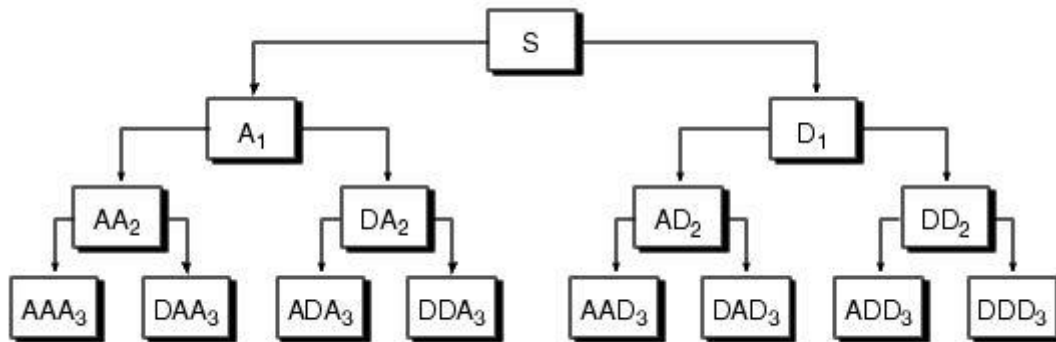 S
A₁ D₁
AA₂ DA₂ AD₂ DD₂
AAA₃ DAA₃ ADA₃ DDA₃ AAD₃ DAD₃ ADD₃ DDD₃